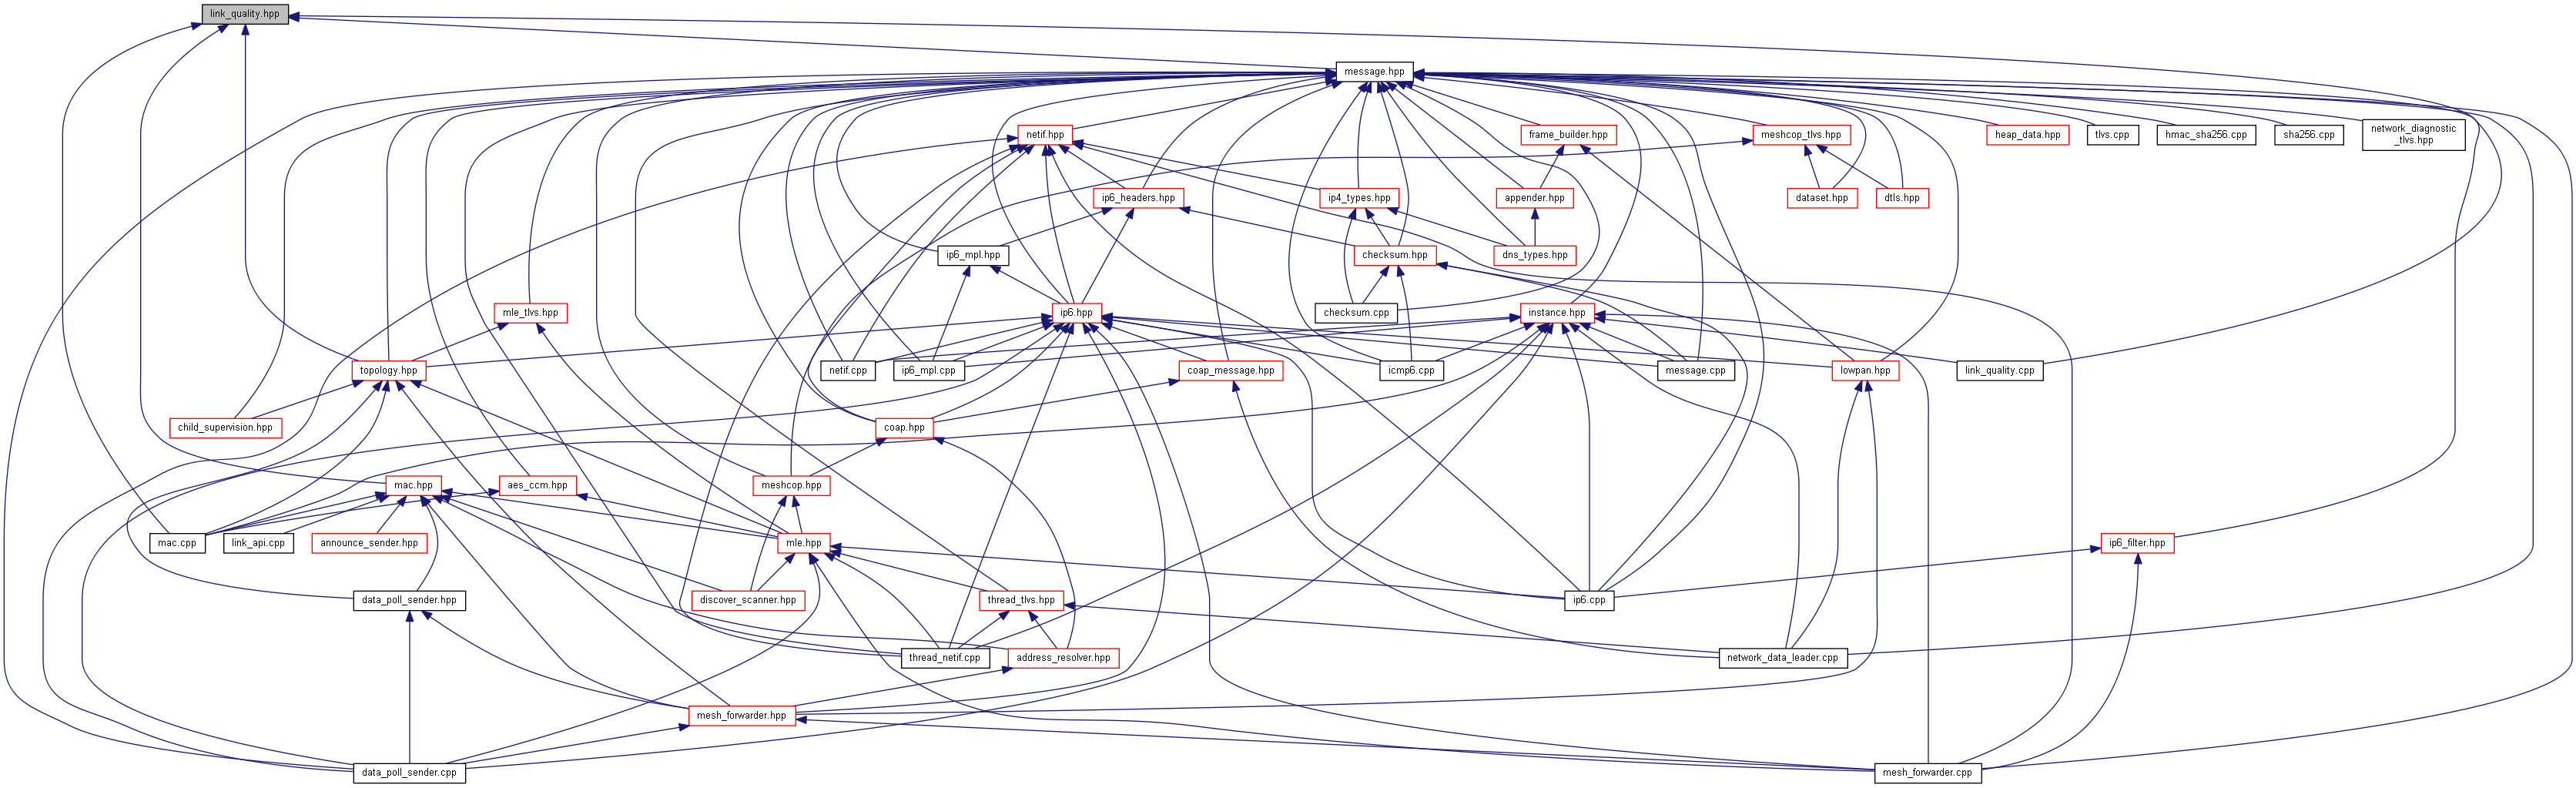 link_quality.hpp
message.hpp
netif.hpp
frame_builder.hpp
meshcop_tlvs.hpp
heap_data.hpp
tlvs.cpp
hmac_sha256.cpp
sha256.cpp
network_diagnostic
_tlvs.hpp
ip6_headers.hpp
ip4_types.hpp
appender.hpp
dataset.hpp
dtls.hpp
ip6_mpl.hpp
checksum.hpp
dns_types.hpp
mle_tlvs.hpp
ip6.hpp
checksum.cpp
instance.hpp
topology.hpp
netif.cpp
ip6_mpl.cpp
coap_message.hpp
icmp6.cpp
message.cpp
lowpan.hpp
link_quality.cpp
child_supervision.hpp
coap.hpp
mac.hpp
aes_ccm.hpp
meshcop.hpp
mac.cpp
link_api.cpp
announce_sender.hpp
mle.hpp
ip6_filter.hpp
data_poll_sender.hpp
discover_scanner.hpp
thread_tlvs.hpp
ip6.cpp
thread_netif.cpp
address_resolver.hpp
network_data_leader.cpp
mesh_forwarder.hpp
data_poll_sender.cpp
mesh_forwarder.cpp